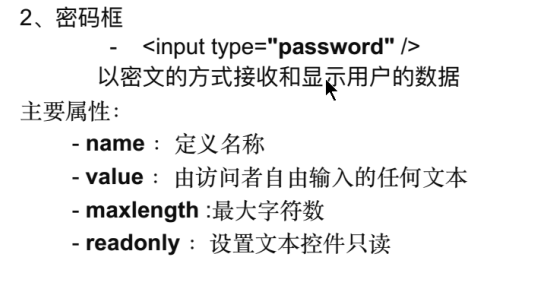 2、密码框
- <input type="password" />
以密文的方式接收和显示用户的数据
主要属性：
- name： 定义名称
- value： 由访问者自由输入的任何文本
- maxlength :最大字符数
- readonly： 设置文本控件只读